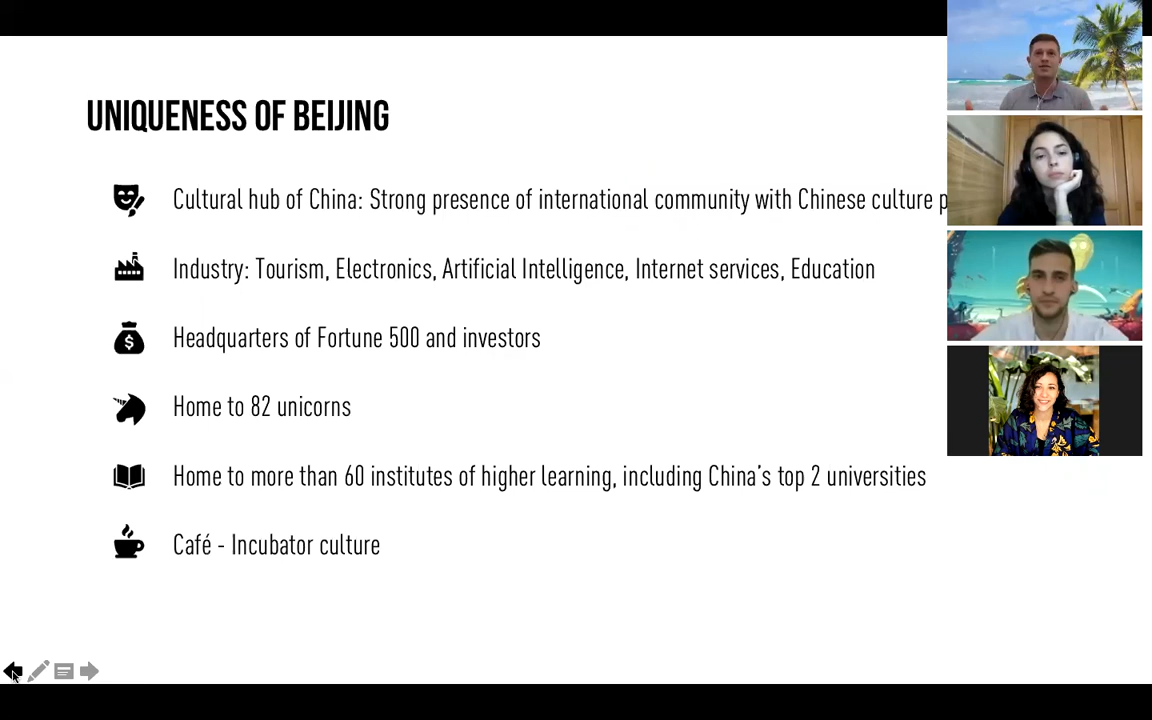 UNIQUENESS OF BEIJING
Cultural hub of China: Strong presence of international community with Chinese culture
Industry: Tourism, Electronics, Artificial Intelligence, Internet services, Education
Headquarters of Fortune 500 and investors
Home to 82 unicorns
Home to more than 60 institutes of higher learning, including China's top 2 universities
Café - Incubator culture